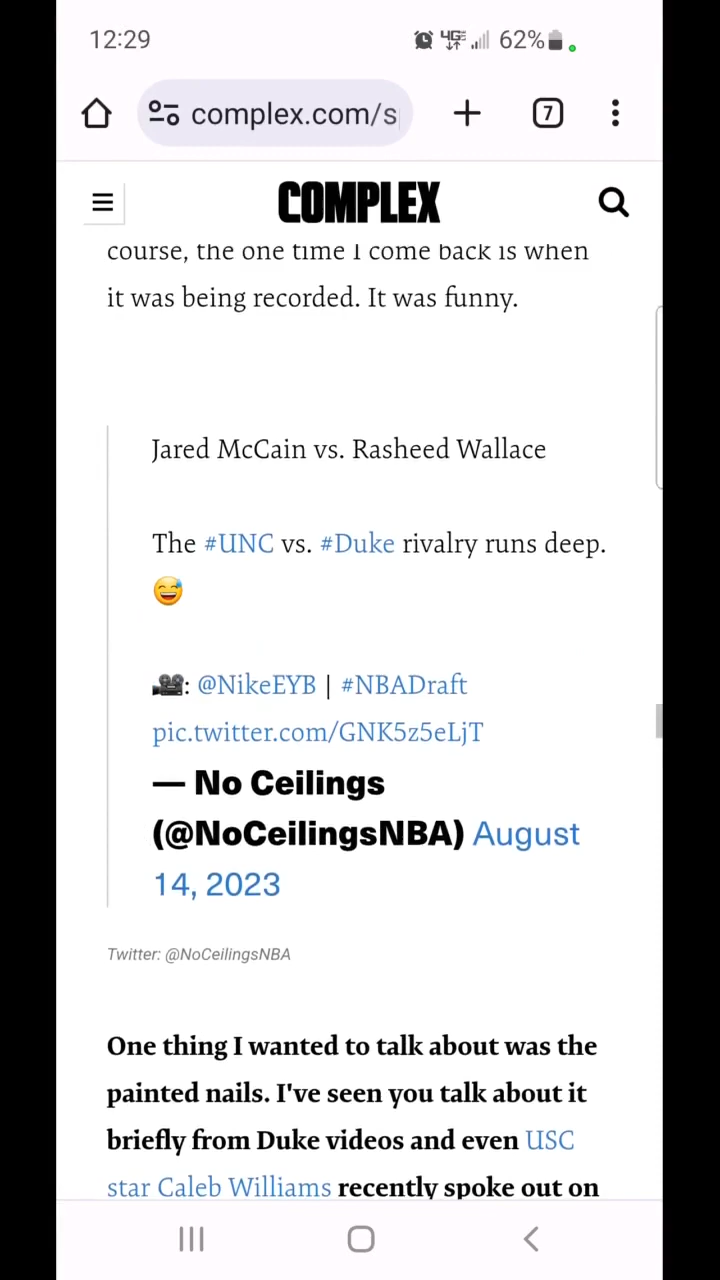 12:29
4GE 62%
complex.com/s
7
COMPLEX
course, the one time I come back is when
it was being recorded. It was funny.
Jared McCain vs. Rasheed Wallace
The #UNC vs. #Duke rivalry runs deep.
😅
🎥: @NikeEYB | #NBADraft
pic.twitter.com/GNK5z5eLjT
— No Ceilings
(@NoCeilingsNBA) August
14, 2023
Twitter: @NoCeilingsNBA
One thing I wanted to talk about was the
painted nails. I've seen you talk about it
briefly from Duke videos and even USC
star Caleb Williams recently spoke out on